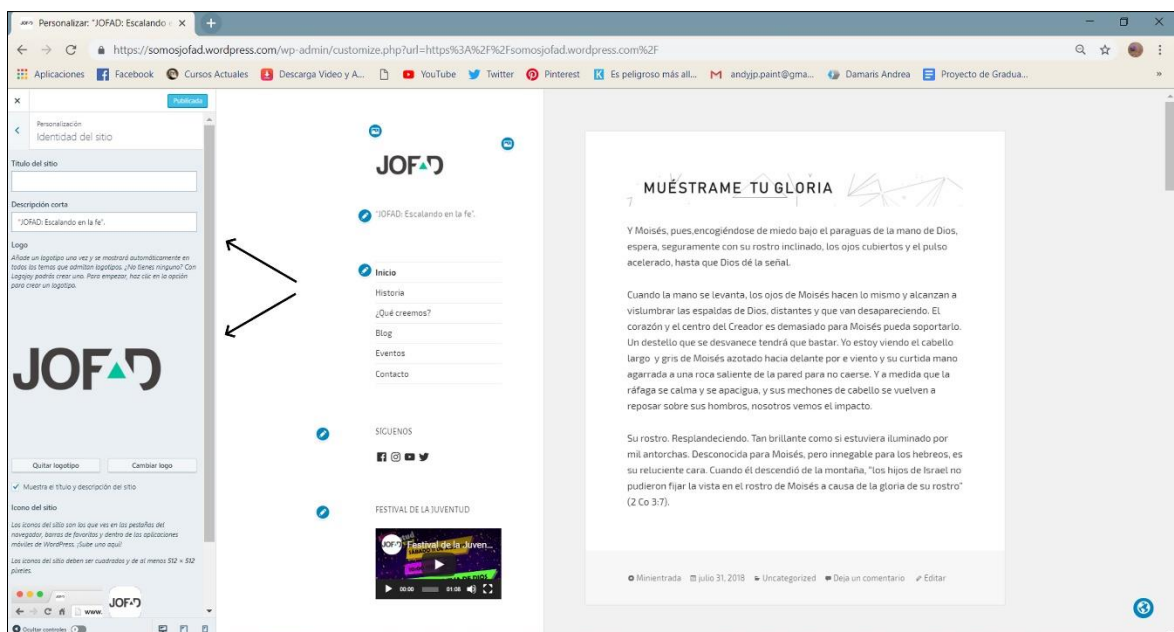 Personalizar: "JOFAD: Escalando
https://somosjofad.wordpress.com/wp-admin/customize.php?url=https%3A%2F%2Fsomosjofad.wordpress.com%2F
Aplicaciones Facebook Cursos Actuales Descarga Video y A... YouTube Twitter Pinterest Es peligroso más all... andyjp.paint@gma... Damaris Andrea Proyecto de Gradua... »
Publicada
Personalización
Identidad del sitio
Título del sitio
Descripción corta
"JOFAD: Escalando en la fe".
Logo
Añade un logotipo una vez y se mostrará automáticamente en
todos los temas que admitan logotipos. ¿No tienes ninguno? Con
Logojoy podrás crear uno. Para empezar, haz clic en la opción
para crear un logotipo.
JOFAD
Quitar logotipo Cambiar logo
Muestra el título y descripción del sitio
Icono del sitio
Los iconos del sitio son los que ves en las pestañas del
navegador, barras de favoritos y dentro de las aplicaciones
móviles de WordPress. ¡Sube uno aquí!
Los iconos del sitio deben ser cuadrados y de al menos 512 × 512
píxeles.
www.
JOFAD
Ocultar controles
JOFAD
"JOFAD: Escalando en la fe".
Inicio
Historia
¿Qué creemos?
Blog
Eventos
Contacto
SÍGUENOS
FESTIVAL DE LA JUVENTUD
Festival de la Juven...
00:00 01:08
MUÉSTRAME TU GLORIA
7
Y Moisés, pues,encogiéndose de miedo bajo el paraguas de la mano de Dios,
espera, seguramente con su rostro inclinado, los ojos cubiertos y el pulso
acelerado, hasta que Dios dé la señal.
Cuando la mano se levanta, los ojos de Moisés hacen lo mismo y alcanzan a
vislumbrar las espaldas de Dios, distantes y que van desapareciendo. El
corazón y el centro del Creador es demasiado para Moisés pueda soportarlo.
Un destello que se desvanece tendrá que bastar. Yo estoy viendo el cabello
largo y gris de Moisés azotado hacia delante por e viento y su curtida mano
agarrada a una roca saliente de la pared para no caerse. Y a medida que la
ráfaga se calma y se apacigua, y sus mechones de cabello se vuelven a
reposar sobre sus hombros, nosotros vemos el impacto.
Su rostro. Resplandeciendo. Tan brillante como si estuviera iluminado por
mil antorchas. Desconocida para Moisés, pero innegable para los hebreos, es
su reluciente cara. Cuando él descendió de la montaña, "los hijos de Israel no
pudieron fijar la vista en el rostro de Moisés a causa de la gloria de su rostro"
(2 Co 3:7).
Minientrada julio 31, 2018 Uncategorized Deja un comentario Editar